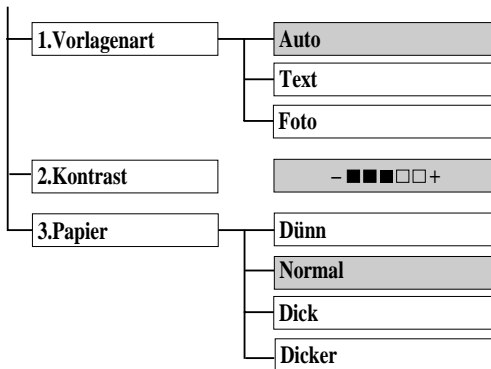 1.Vorlagenart
Auto
Text
Foto
2.Kontrast
– ■■■□□+
3.Papier
Dünn
Normal
Dick
Dicker